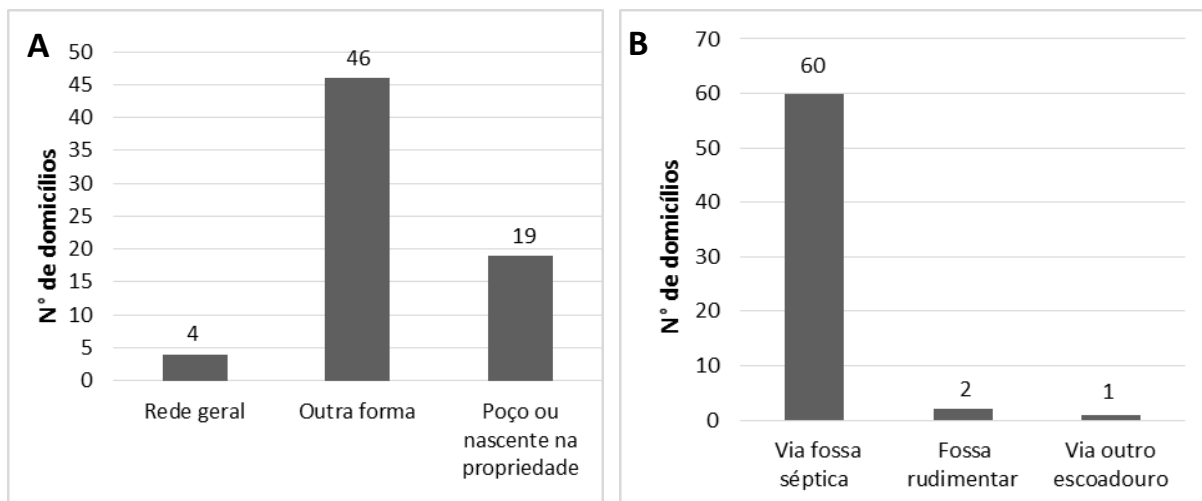 A
N° de domicílios
50
45
40
35
30
25
20
15
10
5
0
4
46
19
Rede geral
Outra forma
Poço ou
nascente na
propriedade
B
N° de domicílios
70
60
50
40
30
20
10
0
60
2
1
Via fossa
séptica
Fossa
rudimentar
Via outro
escoadouro